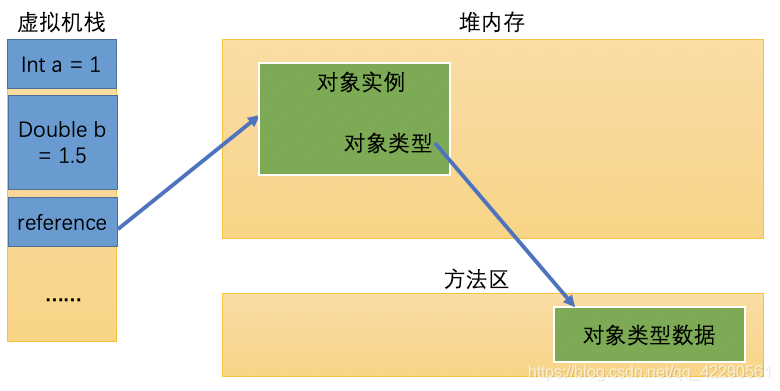 虚拟机栈
堆内存
Int a = 1
Double b
= 1.5
reference
……
对象实例
对象类型
方法区
对象类型数据
https://blog.csdn.net/qq_42290561